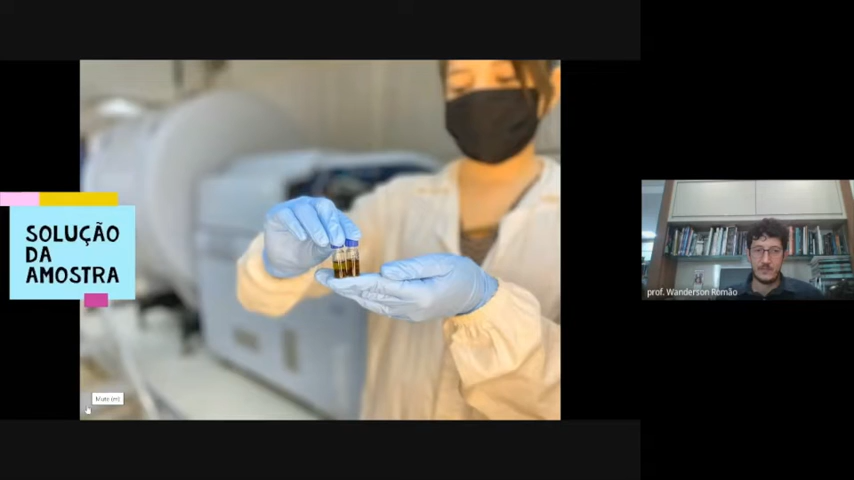 SOLUÇÃO
DA
AMOSTRA
Mute (m)
prof. Wanderson Romão